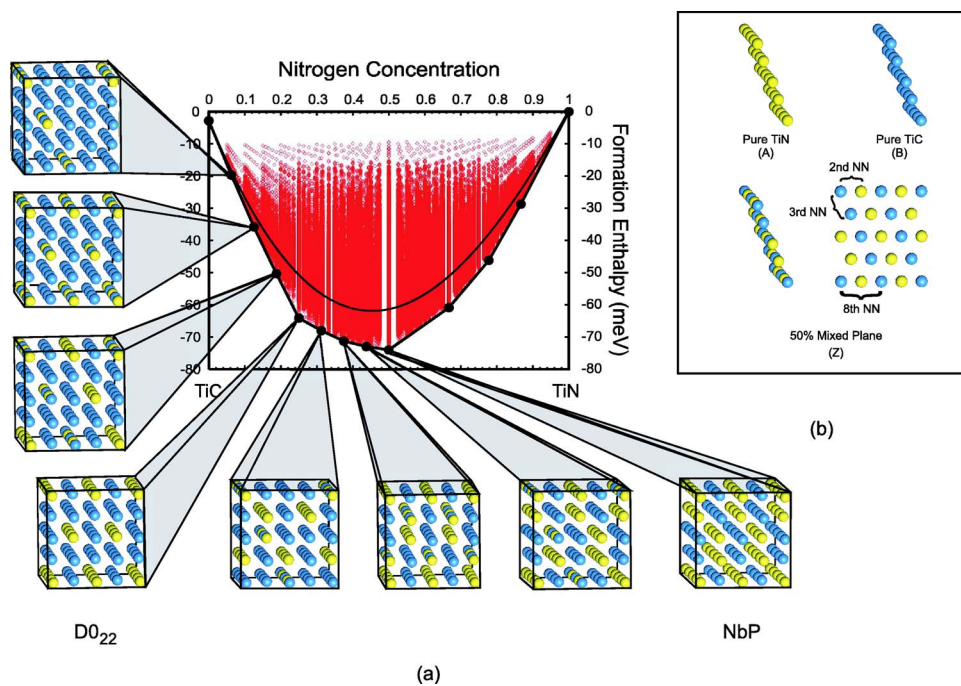 Nitrogen Concentration
0 0.1 0.2 0.3 0.4 0.5 0.6 0.7 0.8 0.9 1
0 0
-10 -10
-20 -20
-30 -30
-40 -40
-50 -50
-60 -60
-70 -70
-80 -80
Formation Enthalpy (meV)
TiC TiN
D0₂₂ NbP
(a)
Pure TiN Pure TiC
(A) (B)
2nd NN
3rd NN
8th NN
50% Mixed Plane
(Z)
(b)